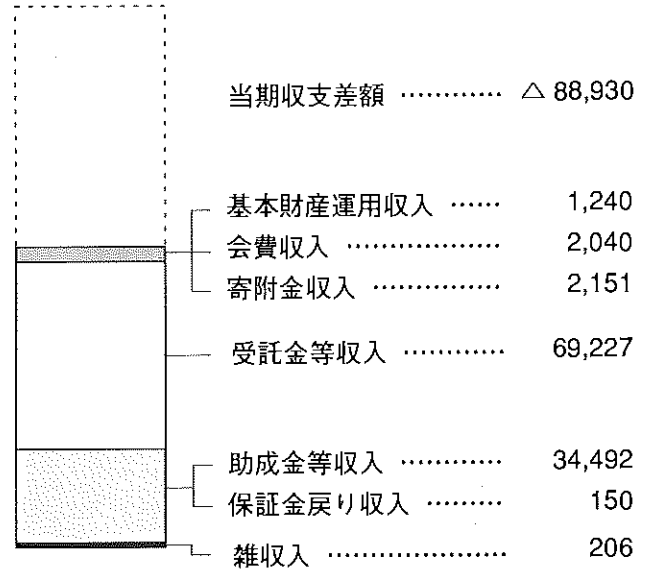 当期収支差額 ………… △ 88,930
基本財産運用収入 …… 1,240
会費収入 ……………… 2,040
寄附金収入 …………… 2,151
受託金等収入 ………… 69,227
助成金等収入 ………… 34,492
保証金戻り収入 ……… 150
雑収入 ………………… 206